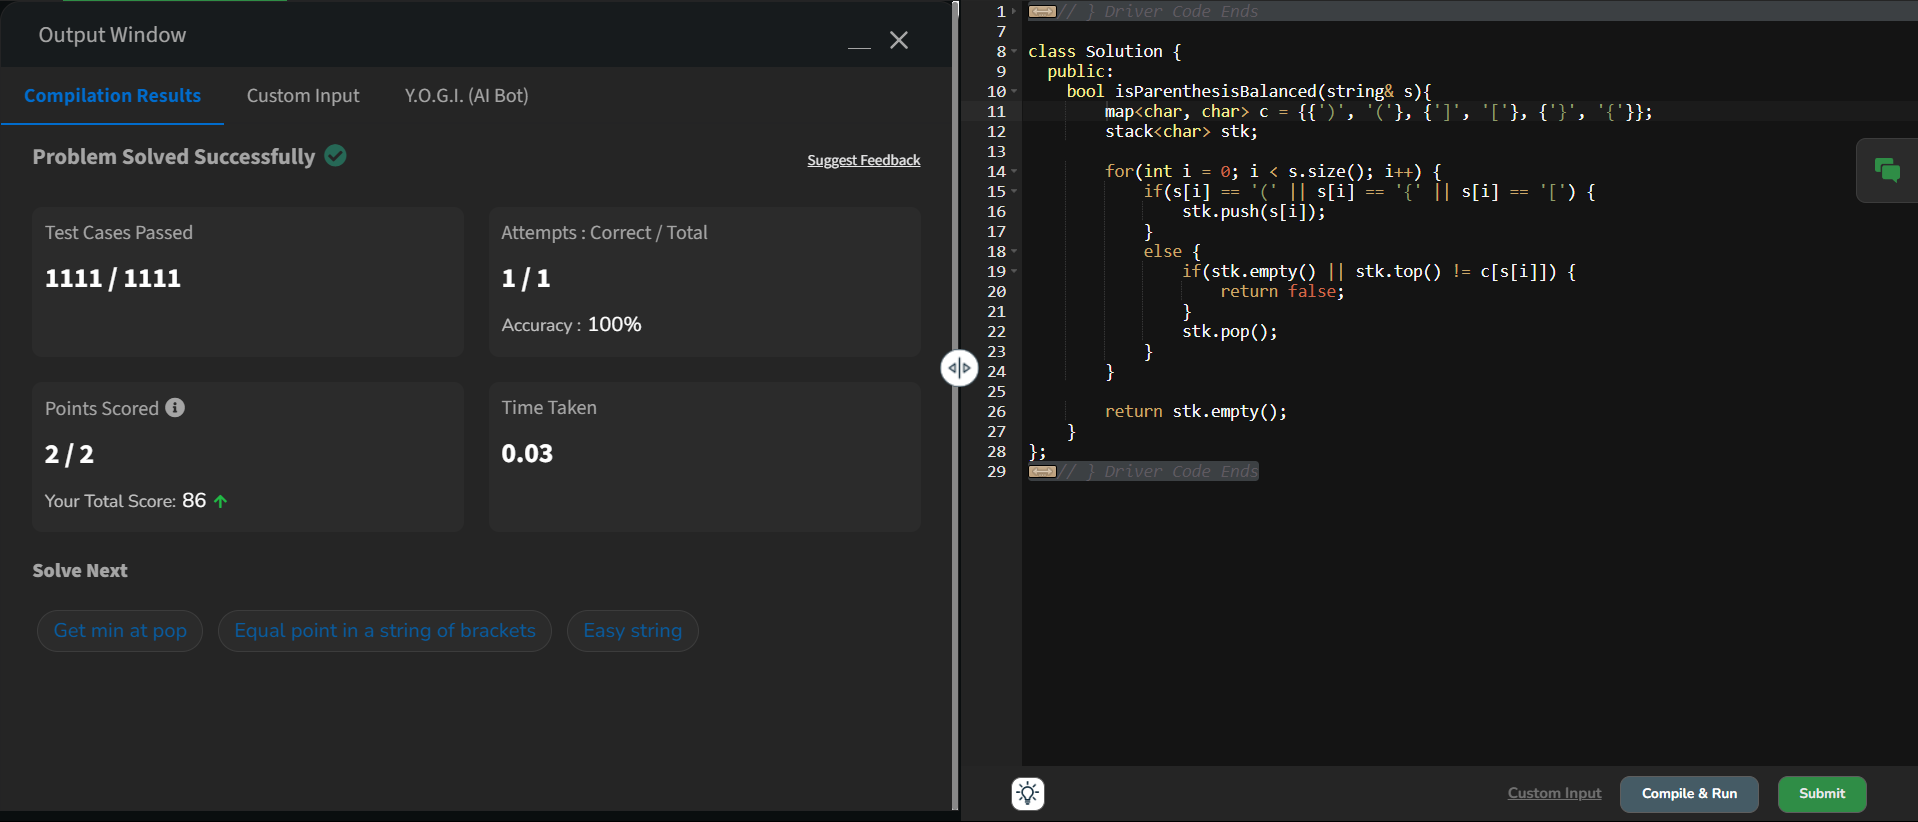 Output Window
Compilation Results Custom Input Y.O.G.I. (AI Bot)
Problem Solved Successfully
Suggest Feedback
Test Cases Passed
1111 / 1111
Attempts : Correct / Total
1 / 1
Accuracy : 100%
Points Scored
2 / 2
Your Total Score: 86
Time Taken
0.03
Solve Next
Get min at pop Equal point in a string of brackets Easy string
1 // } Driver Code Ends
7
8 class Solution {
9   public:
10     bool isParenthesisBalanced(string& s){
11         map<char, char> c = {{')', '('}, {']', '['}, {'}', '{'}};
12         stack<char> stk;
13
14         for(int i = 0; i < s.size(); i++) {
15             if(s[i] == '(' || s[i] == '{' || s[i] == '[') {
16                 stk.push(s[i]);
17             }
18             else {
19                 if(stk.empty() || stk.top() != c[s[i]]) {
20                     return false;
21                 }
22                 stk.pop();
23             }
24         }
25
26         return stk.empty();
27     }
28 };
29 // } Driver Code Ends
Custom Input Compile & Run Submit